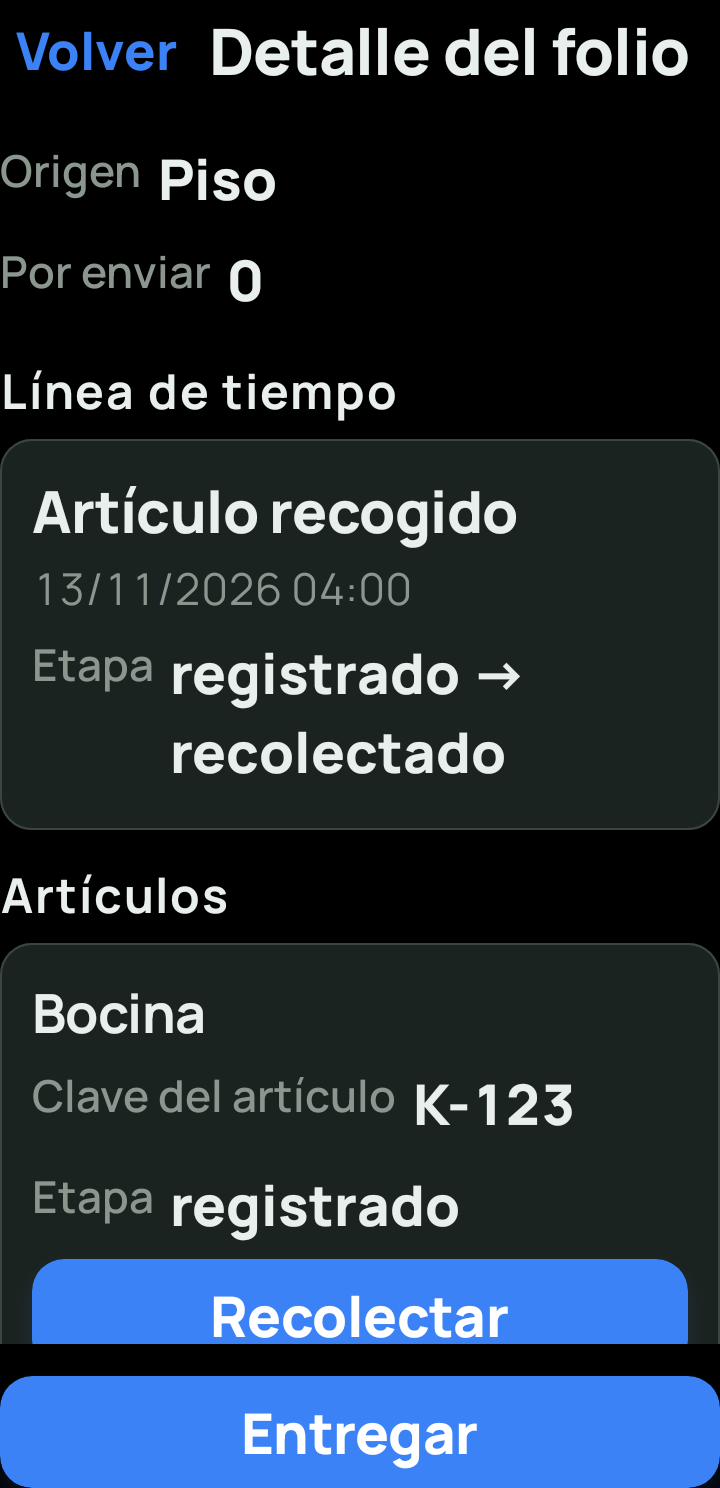 Volver Detalle del folio
Origen Piso
Por enviar 0
Línea de tiempo
Artículo recogido
13/11/2026 04:00
Etapa registrado →
recolectado
Artículos
Bocina
Clave del artículo K-123
Etapa registrado
Recolectar
Entregar